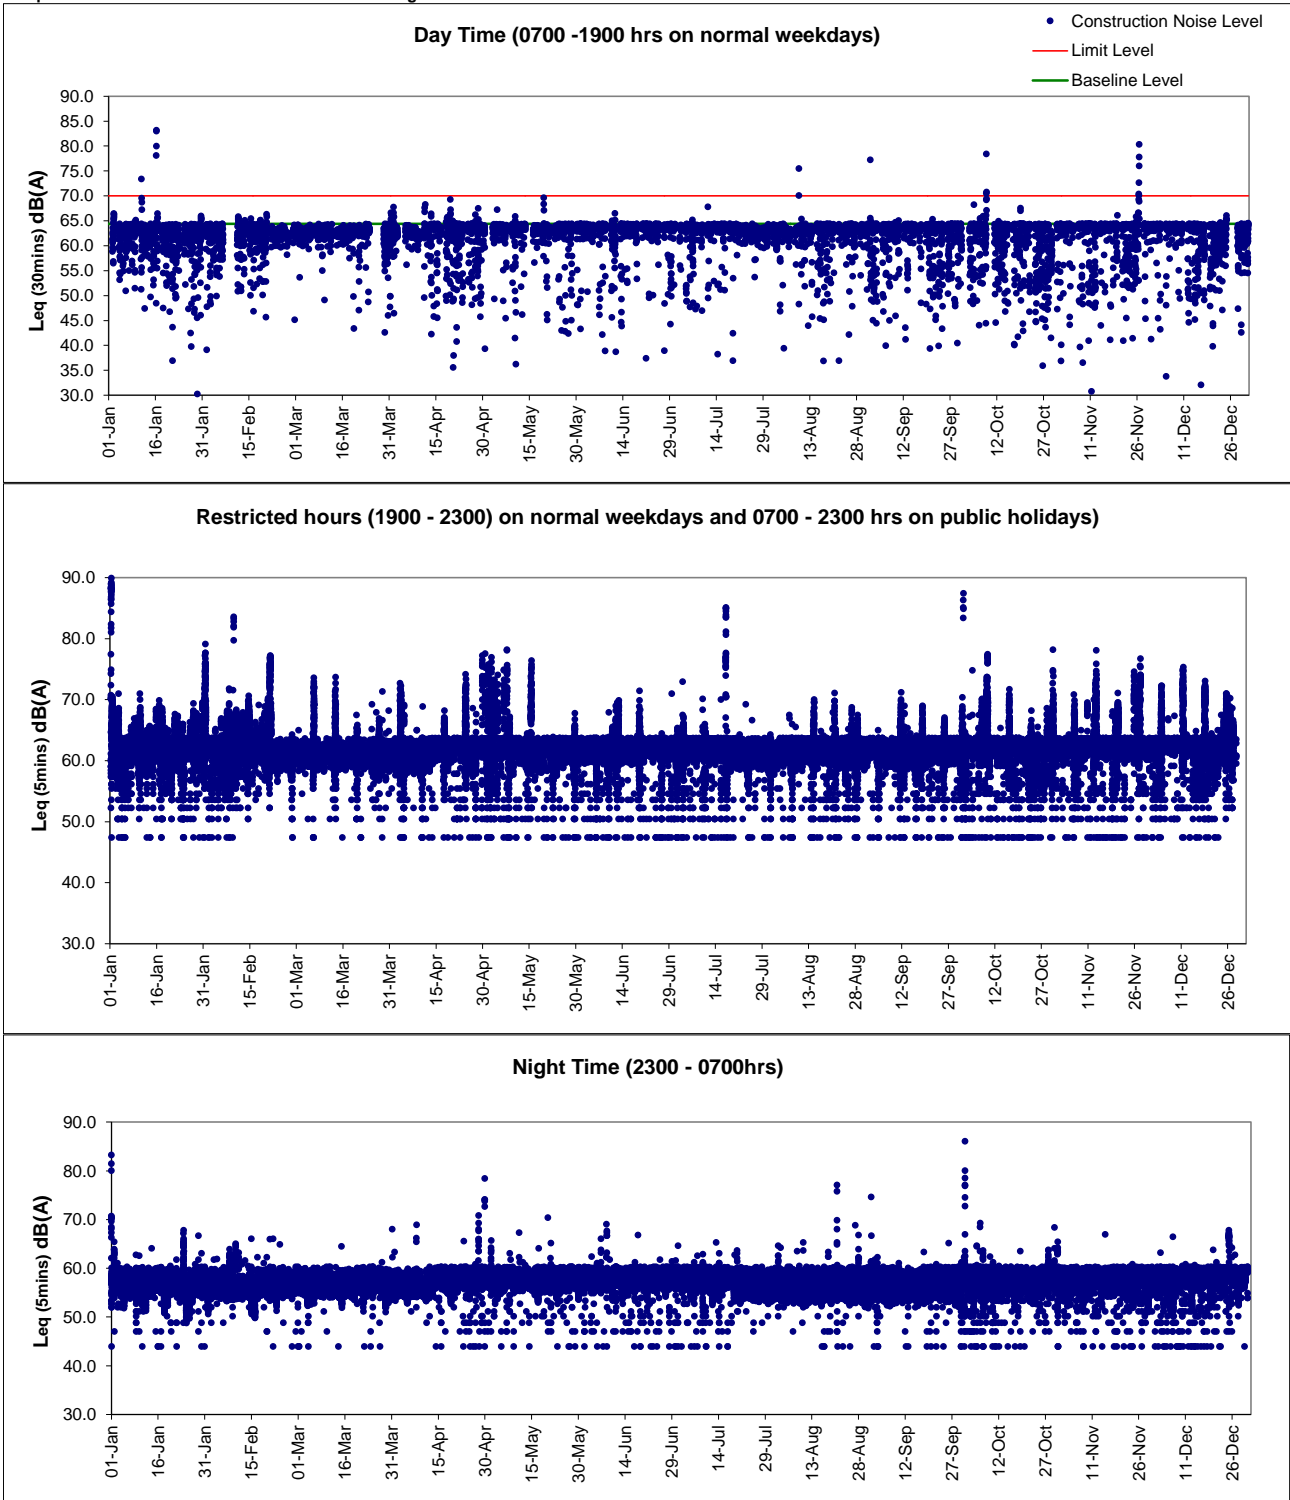 Day Time (0700 -1900 hrs on normal weekdays)
Construction Noise Level
Limit Level
Baseline Level
Leq (30mins) dB(A)
90.0
85.0
80.0
75.0
70.0
65.0
60.0
55.0
50.0
45.0
40.0
35.0
30.0
01-Jan
16-Jan
31-Jan
15-Feb
01-Mar
16-Mar
31-Mar
15-Apr
30-Apr
15-May
30-May
14-Jun
29-Jun
14-Jul
29-Jul
13-Aug
28-Aug
12-Sep
27-Sep
12-Oct
27-Oct
11-Nov
26-Nov
11-Dec
26-Dec
Restricted hours (1900 - 2300) on normal weekdays and 0700 - 2300 hrs on public holidays)
Leq (5mins) dB(A)
90.0
80.0
70.0
60.0
50.0
40.0
30.0
01-Jan
16-Jan
31-Jan
15-Feb
01-Mar
16-Mar
31-Mar
15-Apr
30-Apr
15-May
30-May
14-Jun
29-Jun
14-Jul
29-Jul
13-Aug
28-Aug
12-Sep
27-Sep
12-Oct
27-Oct
11-Nov
26-Nov
11-Dec
26-Dec
Night Time (2300 - 0700hrs)
Leq (5mins) dB(A)
90.0
80.0
70.0
60.0
50.0
40.0
30.0
01-Jan
16-Jan
31-Jan
15-Feb
01-Mar
16-Mar
31-Mar
15-Apr
30-Apr
15-May
30-May
14-Jun
29-Jun
14-Jul
29-Jul
13-Aug
28-Aug
12-Sep
27-Sep
12-Oct
27-Oct
11-Nov
26-Nov
11-Dec
26-Dec